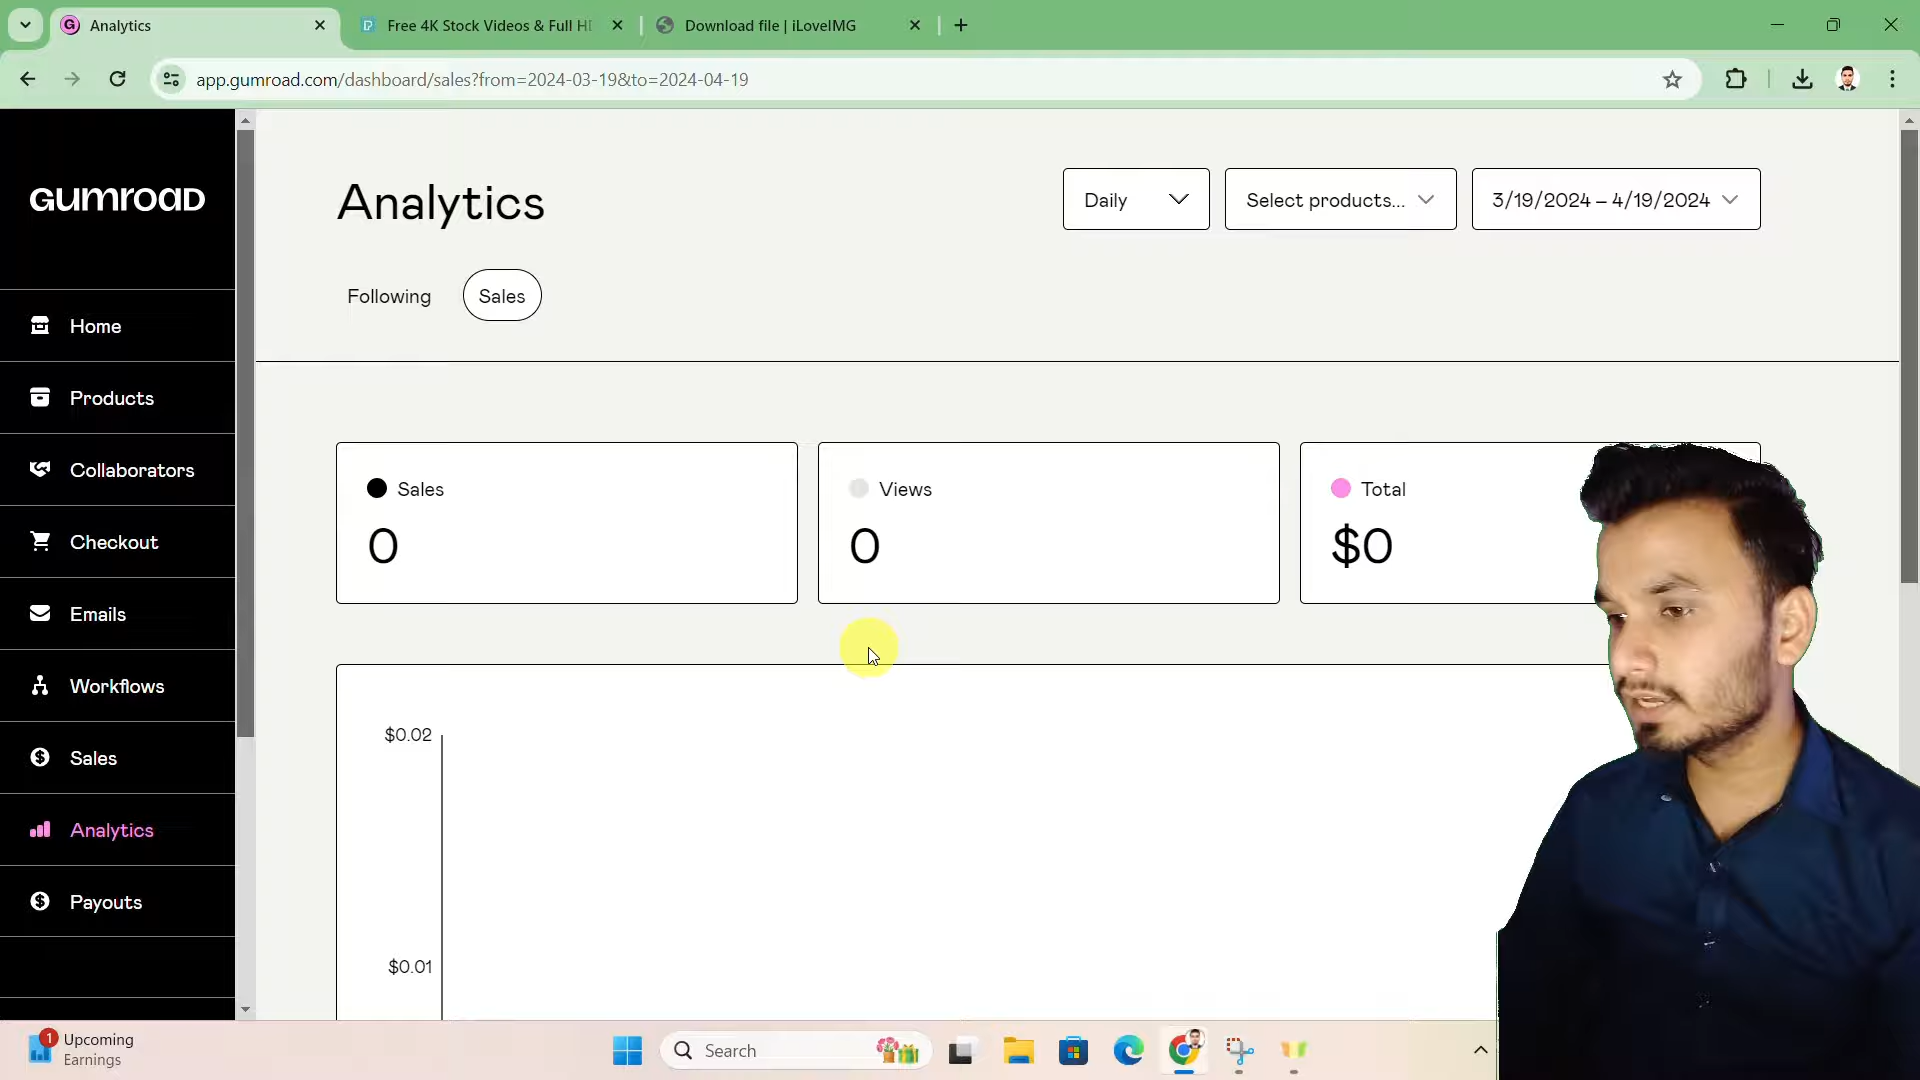 Analytics
Free 4K Stock Videos & Full HD
Download file | iLoveIMG
app.gumroad.com/dashboard/sales?from=2024-03-19&to=2024-04-19
GUMROAD
Home
Products
Collaborators
Checkout
Emails
Workflows
Sales
Analytics
Payouts
Analytics
Daily
Select products...
3/19/2024 – 4/19/2024
Following
Sales
Sales
0
Views
0
Total
$0
$0.02
$0.01
1
Upcoming
Earnings
Search